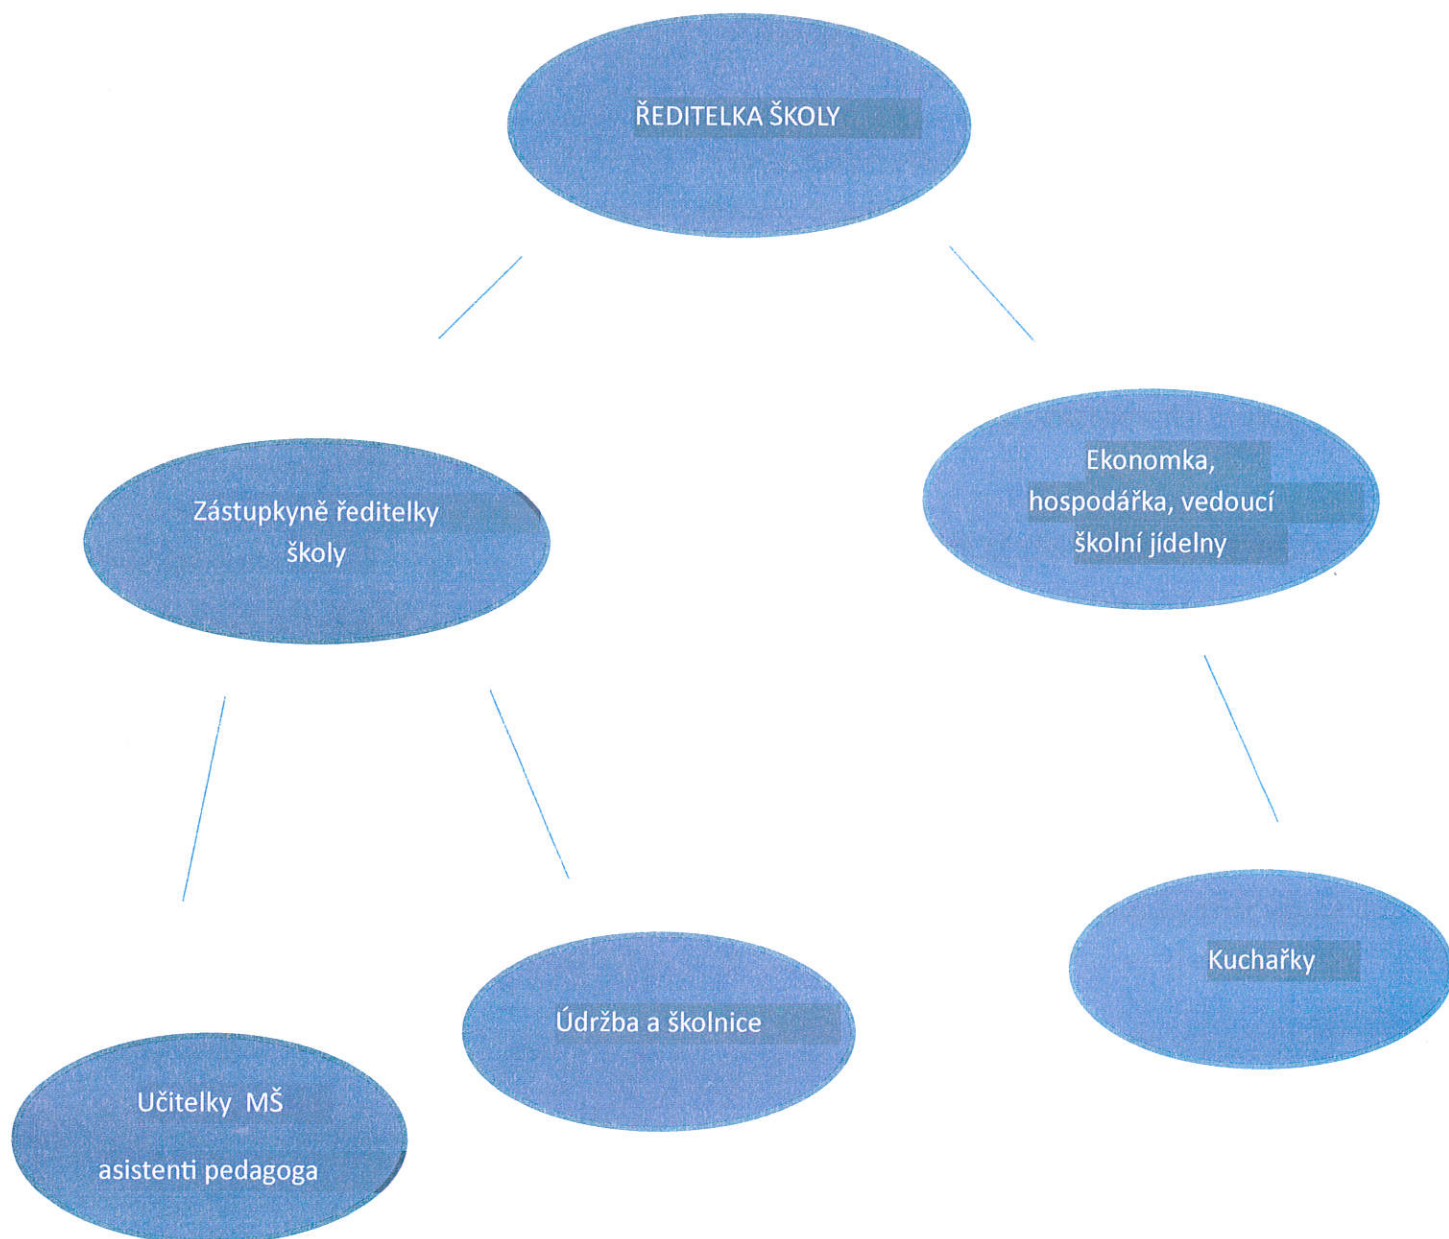 ŘEDITELKA ŠKOLY
Zástupkyně ředitelky
školy
Ekonomka,
hospodářka, vedoucí
školní jídelny
Učitelky MŠ
asistenti pedagoga
Údržba a školnice
Kuchařky